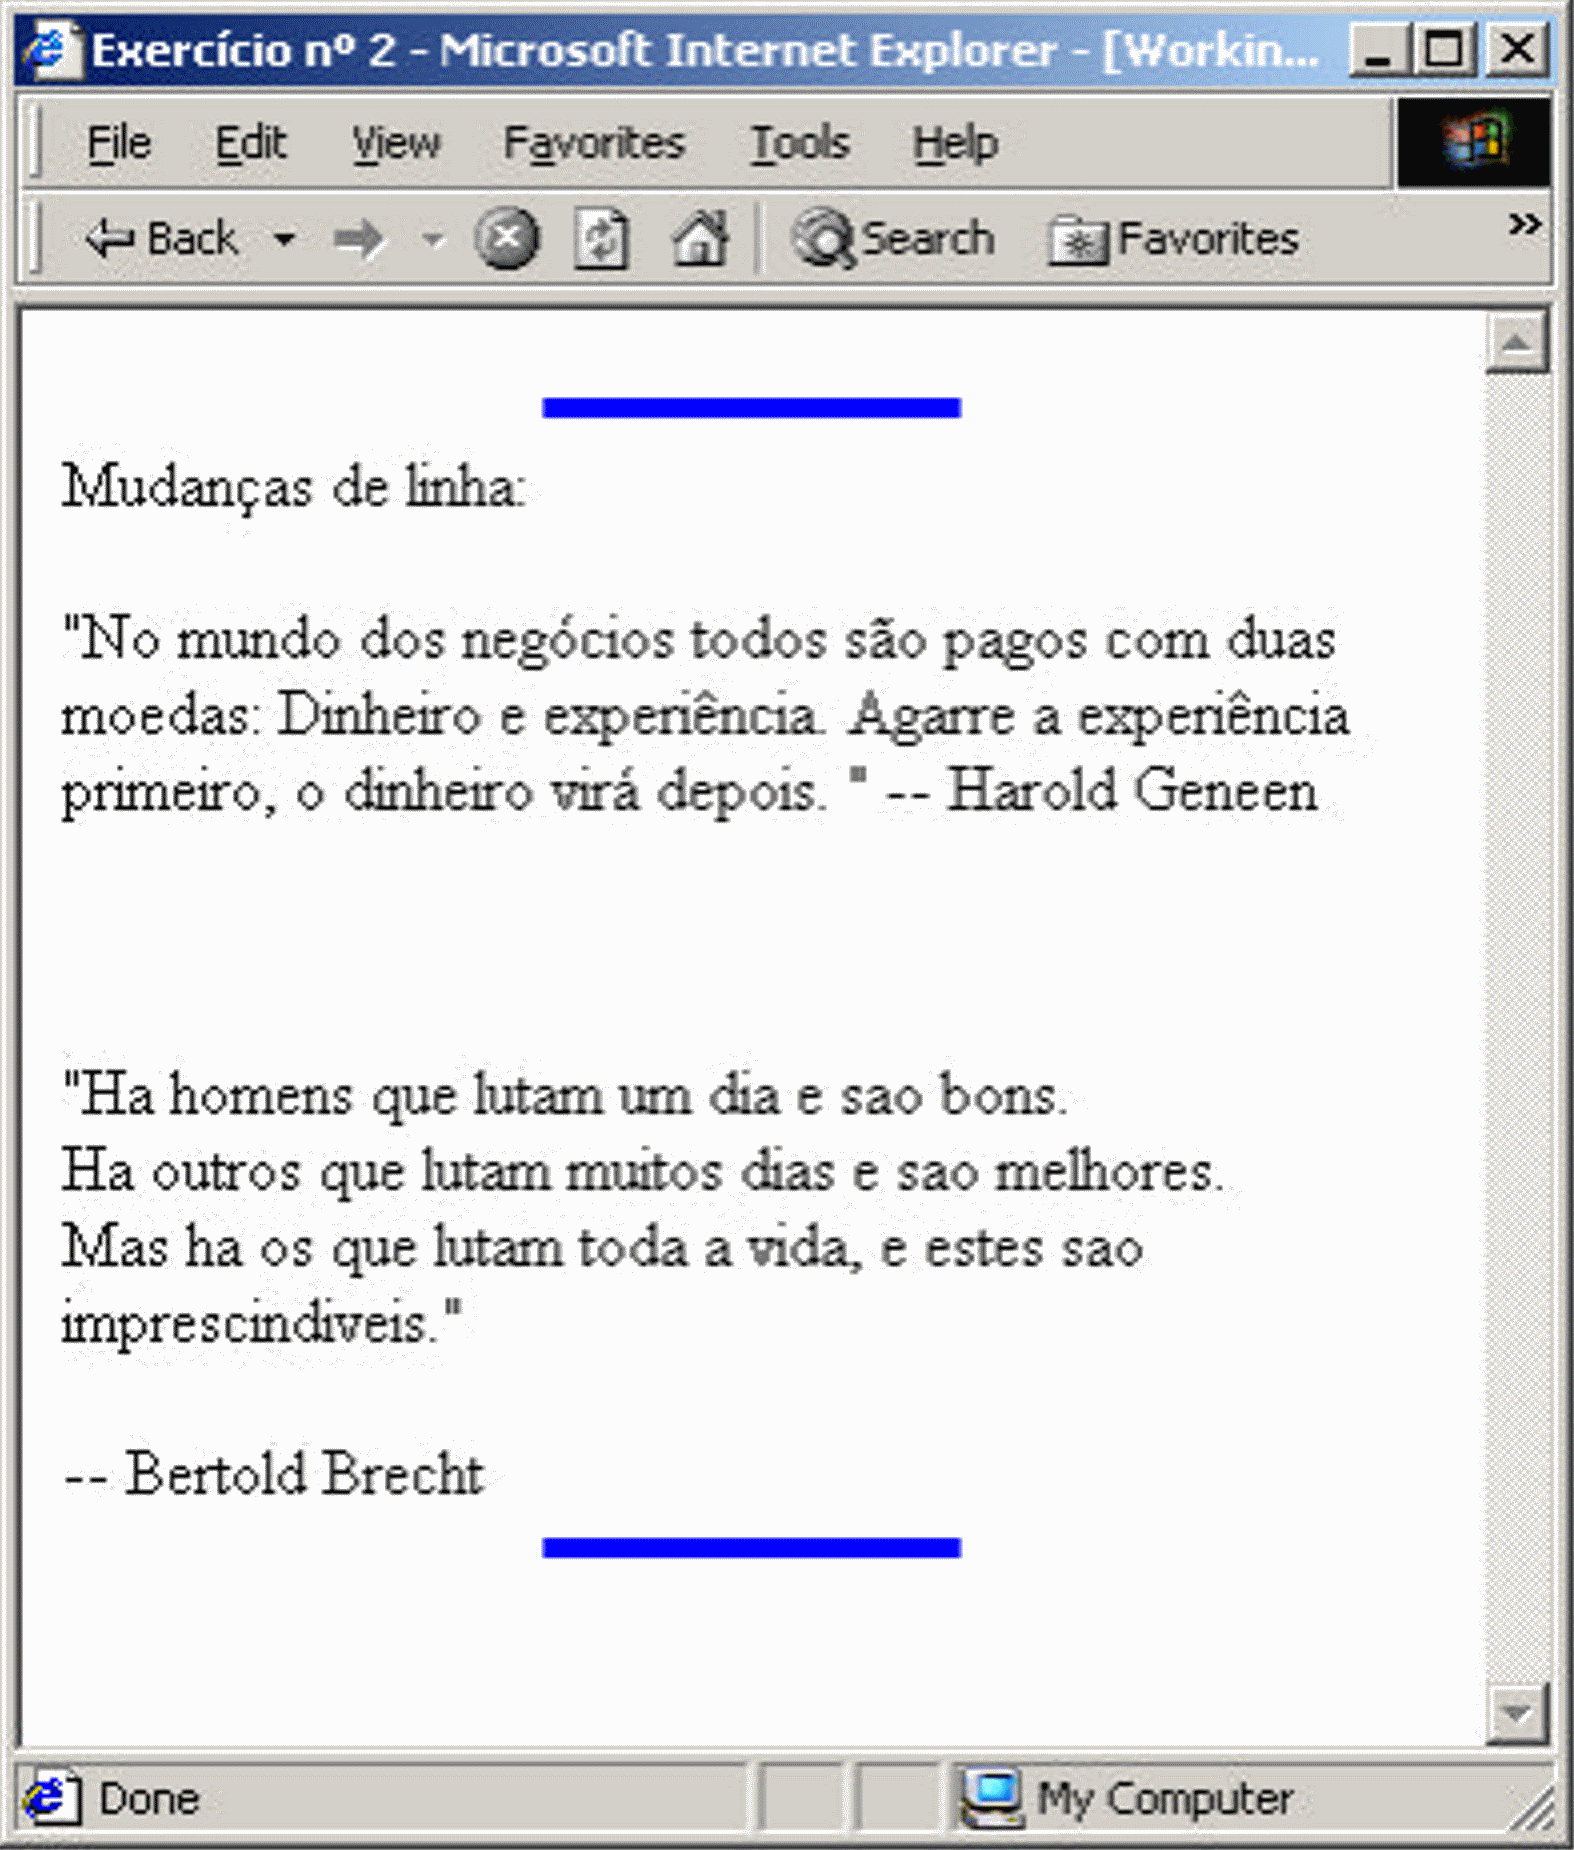 Exercício nº 2 - Microsoft Internet Explorer - [Workin...
File Edit View Favorites Tools Help
Back Search Favorites »
Mudanças de linha:
"No mundo dos negócios todos são pagos com duas
moedas: Dinheiro e experiência. Agarre a experiência
primeiro, o dinheiro virá depois. " -- Harold Geneen
"Ha homens que lutam um dia e sao bons.
Ha outros que lutam muitos dias e sao melhores.
Mas ha os que lutam toda a vida, e estes sao
imprescindiveis."
-- Bertold Brecht
Done My Computer